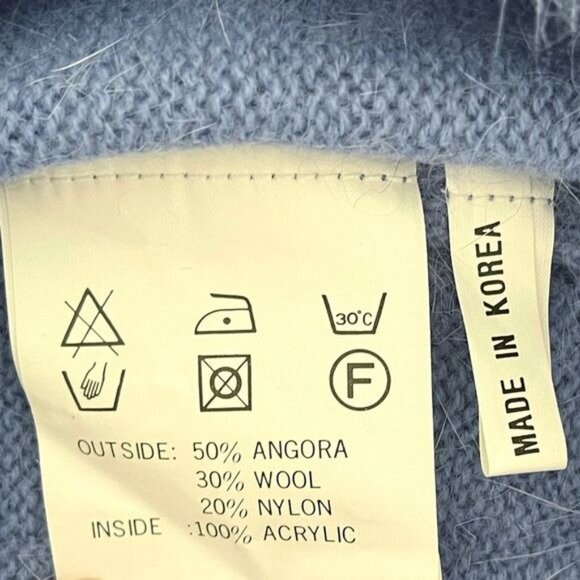 30°C
F
OUTSIDE: 50% ANGORA
30% WOOL
20% NYLON
INSIDE :100% ACRYLIC
MADE IN KOREA